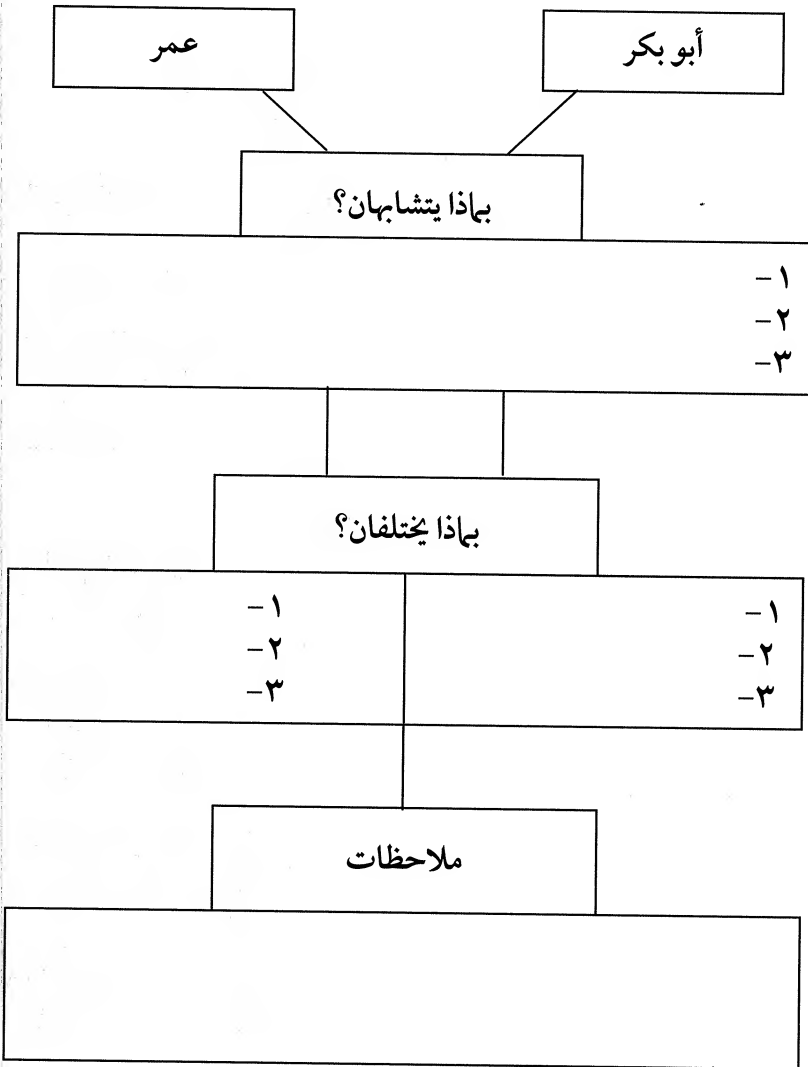 أبو بكر
عمر
بماذا يتشابهان؟
١-
٢-
٣-
بماذا يختلفان؟
١-
٢-
٣-
١-
٢-
٣-
ملاحظات